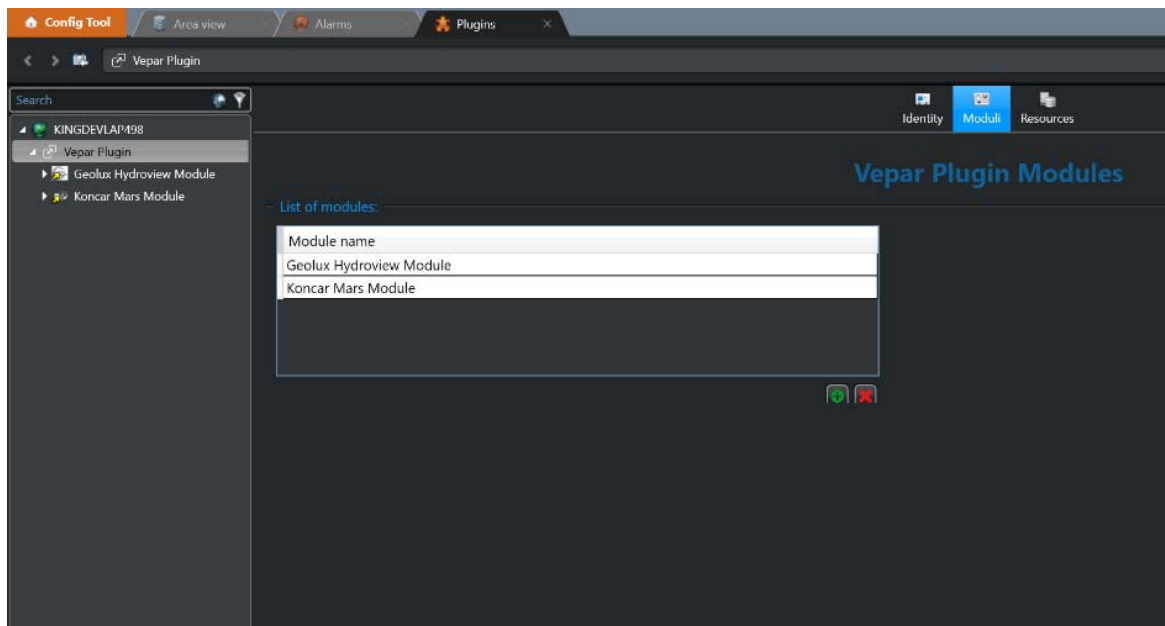 Config Tool Area view Alarms Plugins
Vepar Plugin
Search
Identity Moduli Resources
KINGDEVLAP498
Vepar Plugin
Geolux Hydroview Module
Koncar Mars Module
Vepar Plugin Modules
List of modules:
Module name
Geolux Hydroview Module
Koncar Mars Module